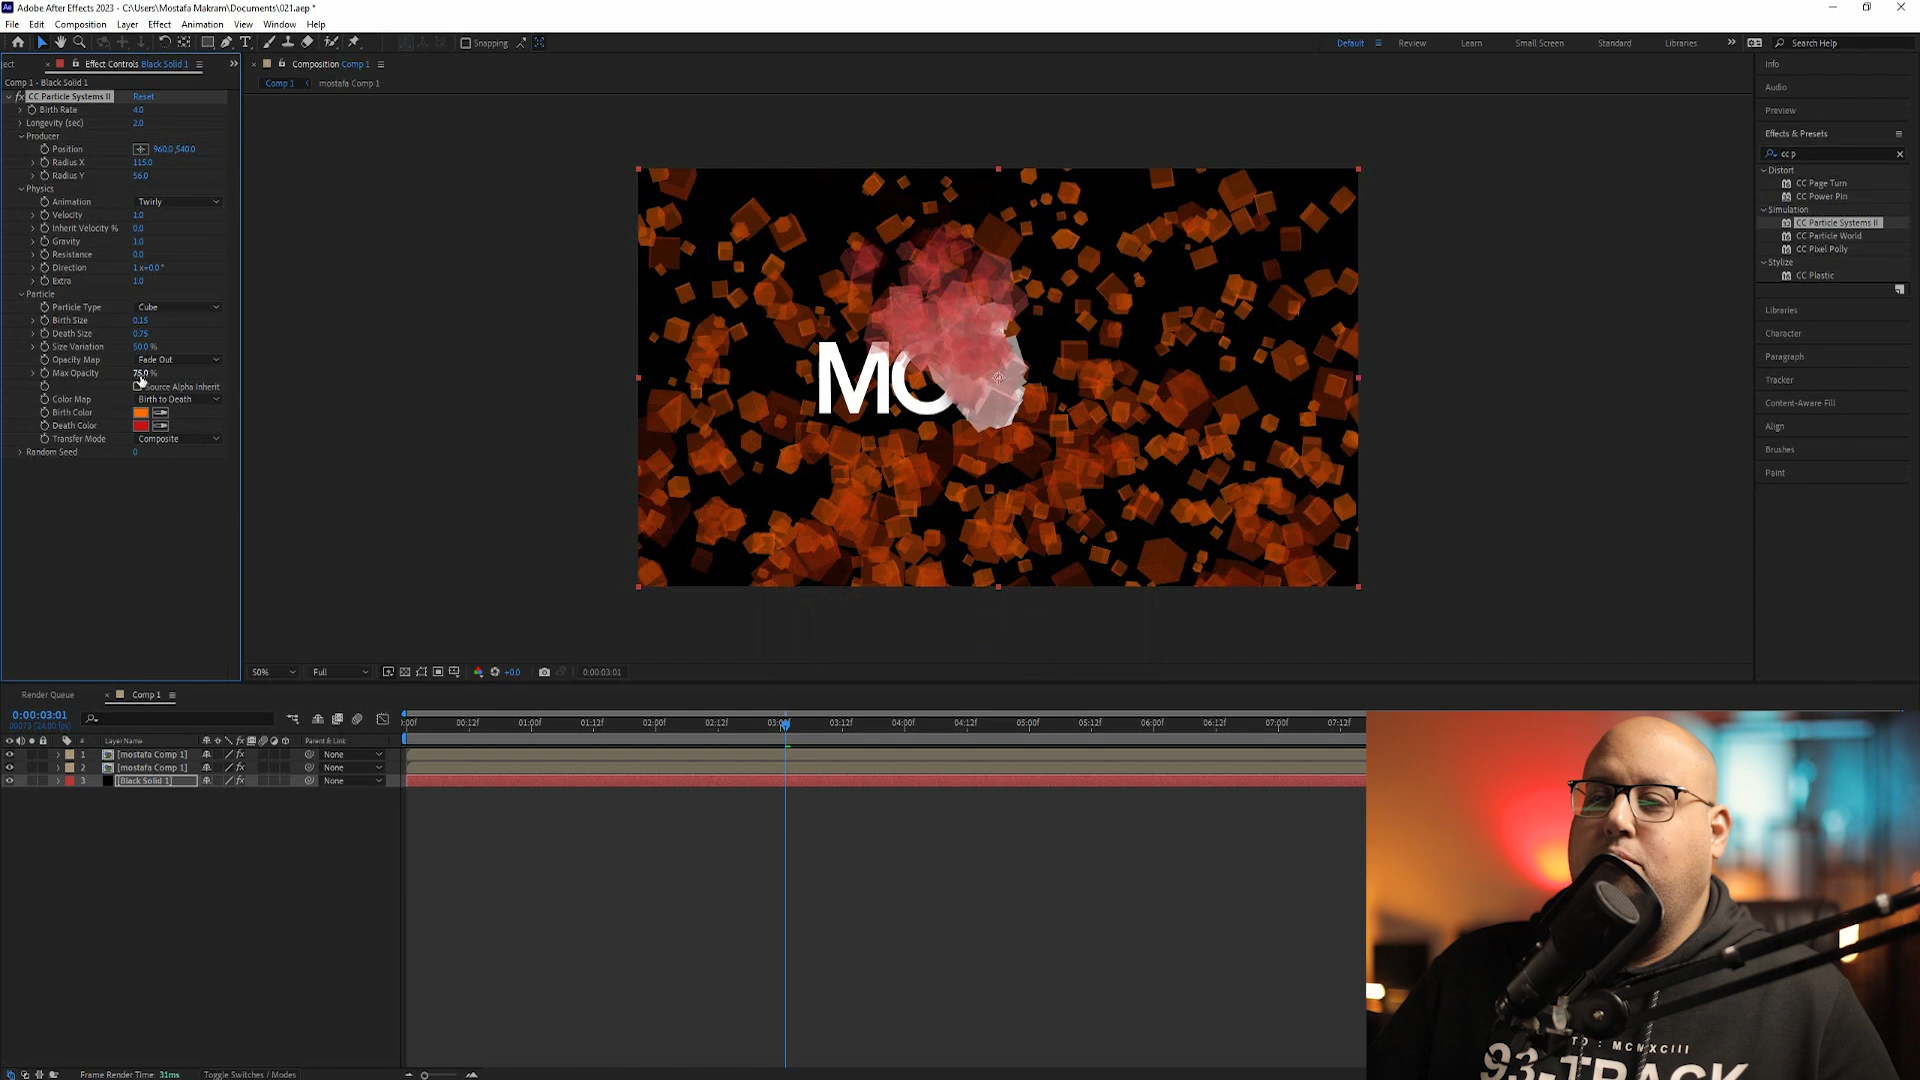 Adobe After Effects 2023 - C:\Users\Mostafa Makram\Documents\021.aep *
File Edit Composition Layer Effect Animation View Window Help
Snapping
Default Review Learn Small Screen Standard Libraries Search Help
ject Effect Controls Black Solid 1
Comp 1 - Black Solid 1
fx CC Particle Systems II Reset
Birth Rate 4.0
Longevity (sec) 2.0
Producer
Position 960.0,540.0
Radius X 115.0
Radius Y 56.0
Physics
Animation Twirly
Velocity 1.0
Inherit Velocity % 0.0
Gravity 1.0
Resistance 0.0
Direction 1 x+0.0°
Extra 1.0
Particle
Particle Type Cube
Birth Size 0.15
Death Size 0.75
Size Variation 50.0 %
Opacity Map Fade Out
Max Opacity 75.0 %
Source Alpha Inherit
Color Map Birth to Death
Birth Color
Death Color
Transfer Mode Composite
Random Seed 0
Composition Comp 1
Comp 1 mostafa Comp 1
MO
50% Full +0.0 0:00:03:01
Info
Audio
Preview
Effects & Presets
cc p
Distort
CC Page Turn
CC Power Pin
Simulation
CC Particle Systems II
CC Particle World
CC Pixel Polly
Stylize
CC Plastic
Libraries
Character
Paragraph
Tracker
Content-Aware Fill
Align
Brushes
Paint
Render Queue Comp 1
0:00:03:01
00073 (24.00 fps)
:00f 00:12f 01:00f 01:12f 02:00f 02:12f 03:00f 03:12f 04:00f 04:12f 05:00f 05:12f 06:00f 06:12f 07:00f 07:12f
# Layer Name Parent & Link
1 [mostafa Comp 1] None
2 [mostafa Comp 1] None
3 [Black Solid 1] None
Frame Render Time: 31ms Toggle Switches / Modes
TO : MCMXCIII
93-TRACK